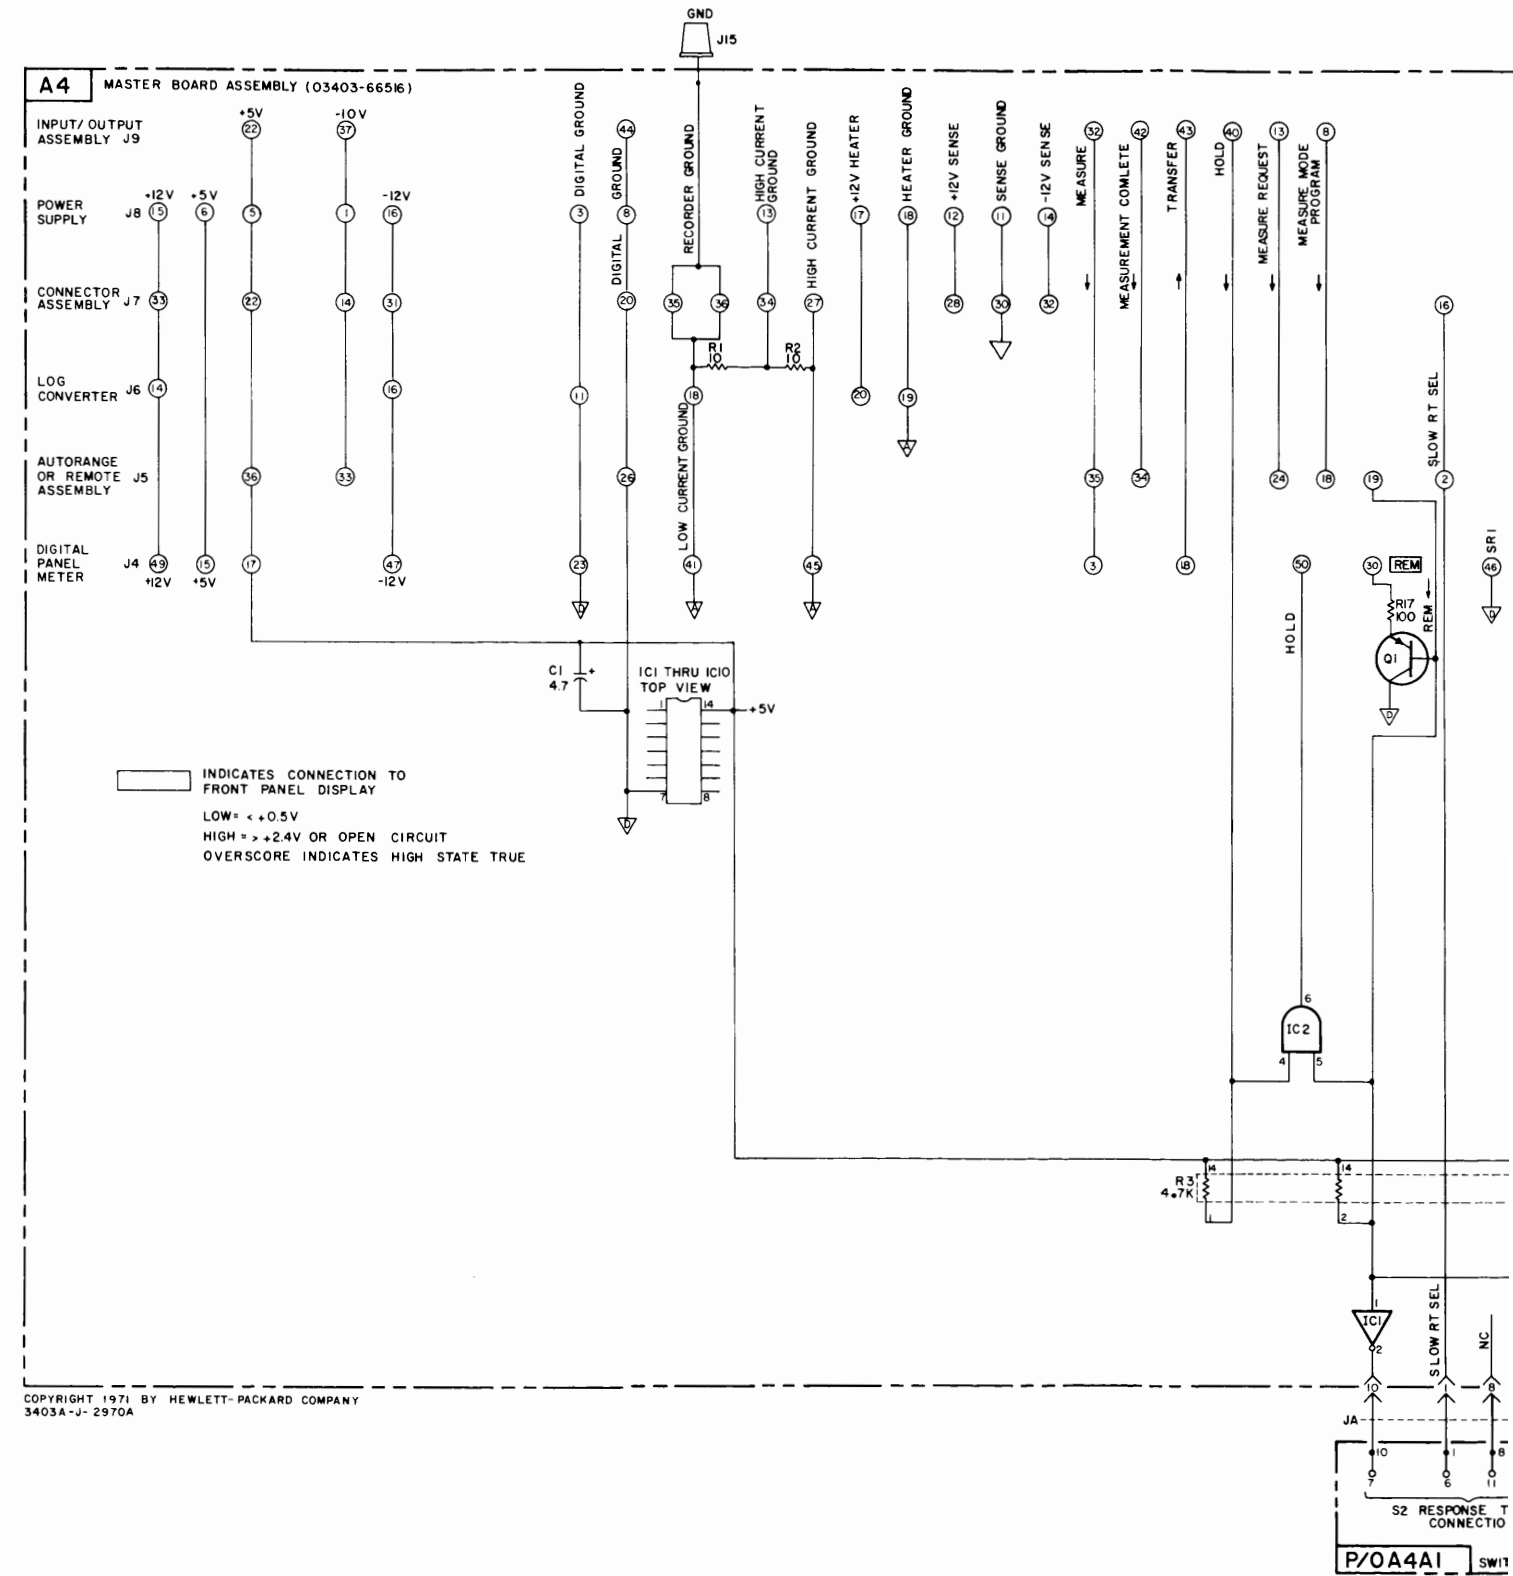 GND
J15
A4
MASTER BOARD ASSEMBLY (03403-66516)
INPUT/OUTPUT
ASSEMBLY J9
+5V
22
-10V
37
DIGITAL GROUND
44
DIGITAL GROUND
RECORDER GROUND
HIGH CURRENT
GROUND
HIGH CURRENT GROUND
+12V HEATER
HEATER GROUND
+12V SENSE
SENSE GROUND
-12V SENSE
MEASURE
32
MEASUREMENT COMLETE
42
TRANSFER
43
HOLD
40
MEASURE REQUEST
13
MEASURE MODE
PROGRAM
8
POWER
SUPPLY J8
+12V
15
+5V
6
5
1
-12V
16
3
8
13
17
18
12
11
14
CONNECTOR
ASSEMBLY J7
33
22
14
31
20
35
36
34
27
28
30
32
16
R1
10
R2
10
LOG
CONVERTER J6
14
16
11
18
20
19
A
LOW CURRENT GROUND
SLOW RT SEL
AUTORANGE
OR REMOTE J5
ASSEMBLY
36
33
26
35
34
24
18
19
2
DIGITAL
PANEL J4
METER
49
+12V
15
+5V
17
47
-12V
23
D
41
A
45
A
3
18
50
HOLD
30
REM
R17
100
REM
Q1
D
SR1
46
D
C1
4.7
+
IC1 THRU IC10
TOP VIEW
1
14
+5V
7
8
D
INDICATES CONNECTION TO
FRONT PANEL DISPLAY
LOW= < +0.5V
HIGH = > +2.4V OR OPEN CIRCUIT
OVERSCORE INDICATES HIGH STATE TRUE
6
IC2
4
5
R3
4.7K
14
1
14
2
1
IC1
2
SLOW RT SEL
NC
10
1
8
COPYRIGHT 1971 BY HEWLETT-PACKARD COMPANY
3403A-J-2970A
JA
10
1
8
7
6
11
S2 RESPONSE T
CONNECTIO
P/O A4A1
SWIT